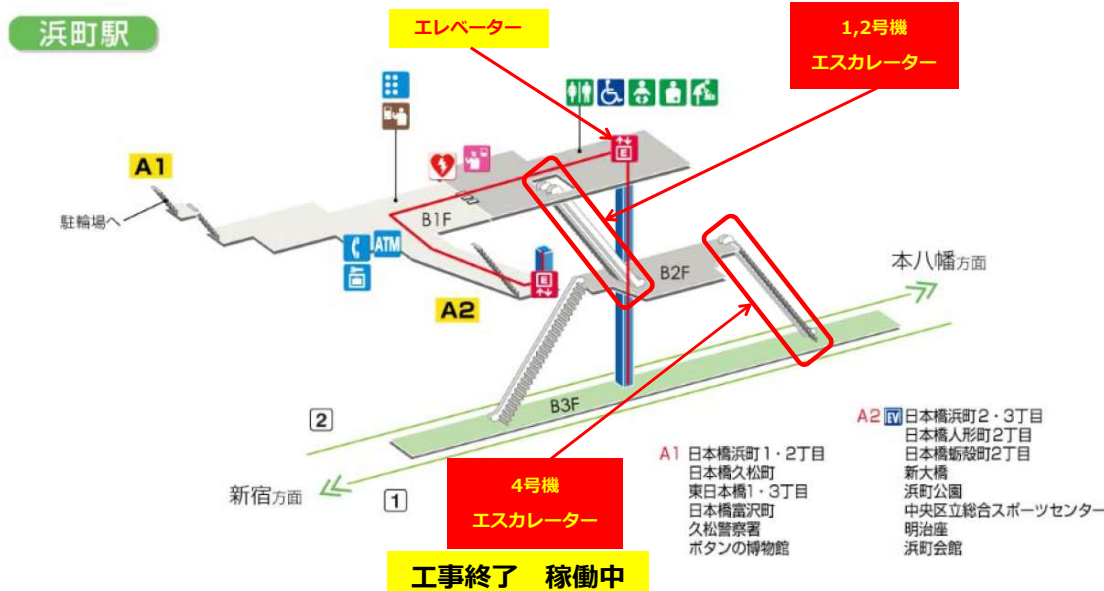 浜町駅
エレベーター
1,2号機
エスカレーター
A1
駐輪場へ
B1F
ATM
E
E
A2
B2F
本八幡方面
B3F
2
新宿方面
1
4号機
エスカレーター
工事終了 稼働中
A1 日本橋浜町1・2丁目
日本橋久松町
東日本橋1・3丁目
日本橋富沢町
久松警察署
ボタンの博物館
A2 EV 日本橋浜町2・3丁目
日本橋人形町2丁目
日本橋蛎殻町2丁目
新大橋
浜町公園
中央区立総合スポーツセンター
明治座
浜町会館